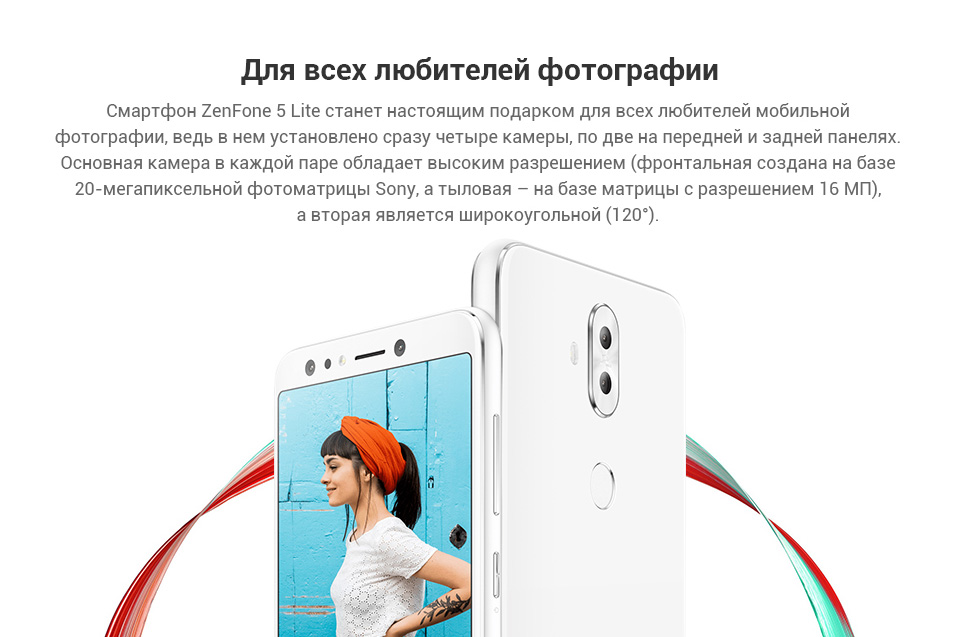 Для всех любителей фотографии
Смартфон ZenFone 5 Lite станет настоящим подарком для всех любителей мобильной
фотографии, ведь в нем установлено сразу четыре камеры, по две на передней и задней панелях.
Основная камера в каждой паре обладает высоким разрешением (фронтальная создана на базе
20-мегапиксельной фотоматрицы Sony, а тыловая – на базе матрицы с разрешением 16 МП),
а вторая является широкоугольной (120°).